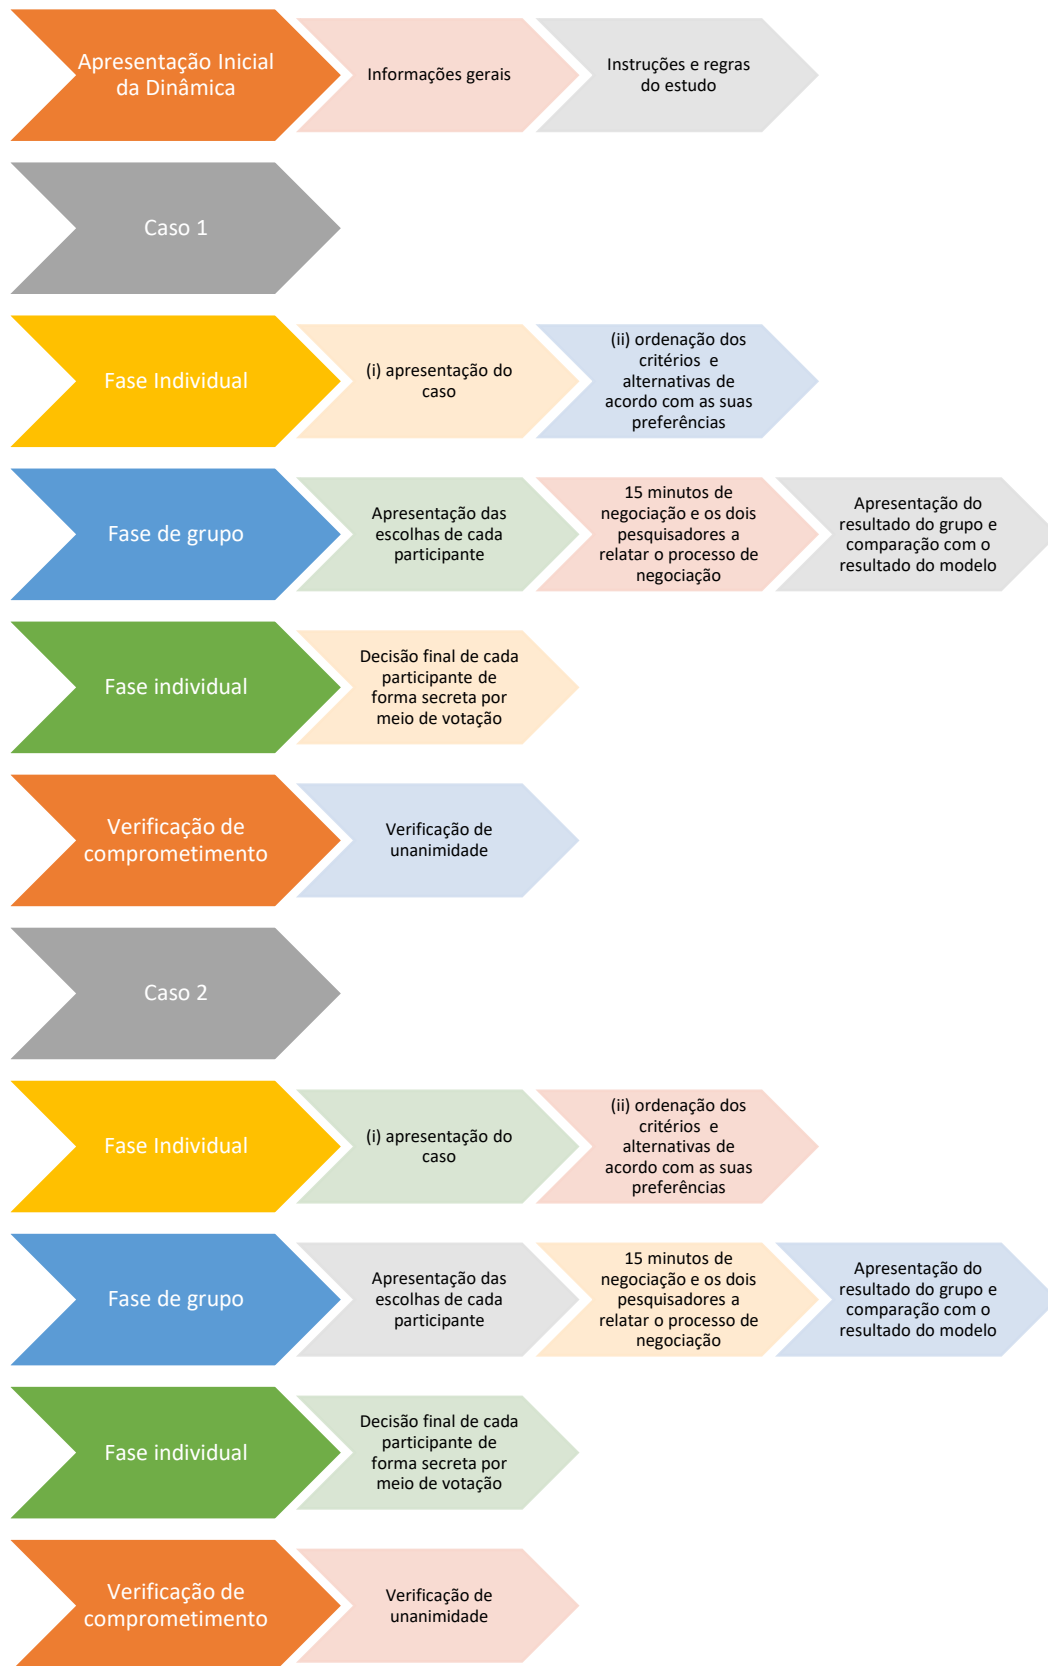 Apresentação Inicial
da Dinâmica
Informações gerais
Instruções e regras
do estudo
Caso 1
Fase Individual
(i) apresentação do
caso
(ii) ordenação dos
critérios e
alternativas de
acordo com as suas
preferências
Fase de grupo
Apresentação das
escolhas de cada
participante
15 minutos de
negociação e os dois
pesquisadores a
relatar o processo de
negociação
Apresentação do
resultado do grupo e
comparação com o
resultado do modelo
Fase individual
Decisão final de cada
participante de
forma secreta por
meio de votação
Verificação de
comprometimento
Verificação de
unanimidade
Caso 2
Fase Individual
(i) apresentação do
caso
(ii) ordenação dos
critérios e
alternativas de
acordo com as suas
preferências
Fase de grupo
Apresentação das
escolhas de cada
participante
15 minutos de
negociação e os dois
pesquisadores a
relatar o processo de
negociação
Apresentação do
resultado do grupo e
comparação com o
resultado do modelo
Fase individual
Decisão final de cada
participante de
forma secreta por
meio de votação
Verificação de
comprometimento
Verificação de
unanimidade